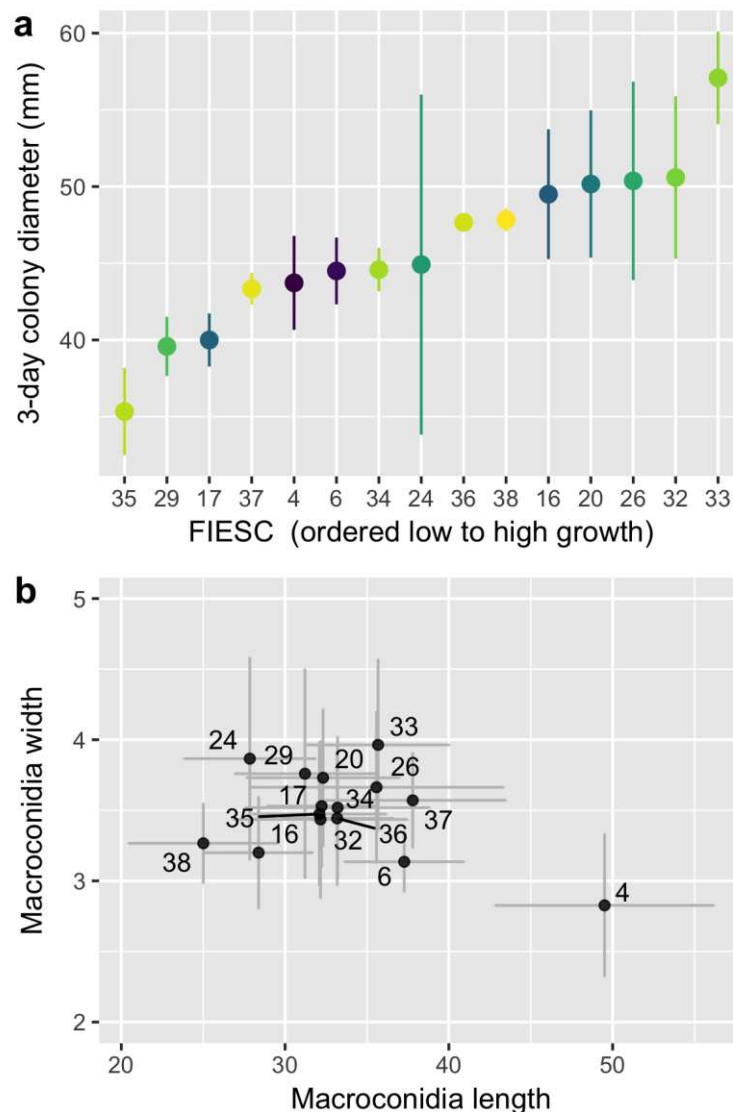 a
60
50
40
3-day colony diameter (mm)
35 29 17 37 4 6 34 24 36 38 16 20 26 32 33
FIESC (ordered low to high growth)
b
5
4
3
2
Macroconidia width
33
24 29 20 26
17 34
35 16 32 36 37
38 6 4
20 30 40 50
Macroconidia length